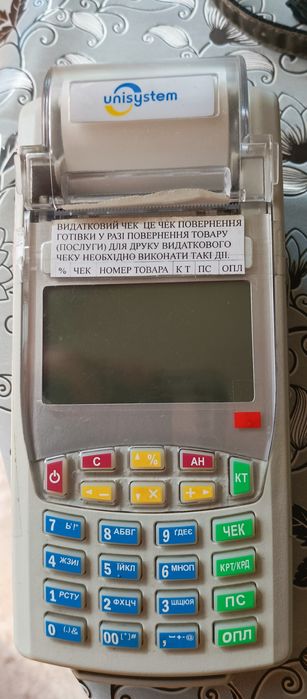 unisystem
ВИДАТКОВИЙ ЧЕК ЦЕ ЧЕК ПОВЕРНЕННЯ
ГОТІВКИ У РАЗІ ПОВЕРНЕННЯ ТОВАРУ
(ПОСЛУГИ) ДЛЯ ДРУКУ ВИДАТКОВОГО
ЧЕКУ НЕОБХІДНО ВИКОНАТИ ТАКІ ДІЇ.
% ЧЕК НОМЕР ТОВАРА К Т ПС ОПЛ
С ▲% АН
◄− , X +► КТ
7 Ь'!" 8 АБВГ 9 ҐДЕЄ ЧЕК
4 ЖЗИІ 5 ЇЙКЛ 6 МНОП КРТ/КРД
1 РСТУ 2 ФХЦЧ 3 ШЩЮЯ ПС
0 (.)& 00 [*]# ОПЛ